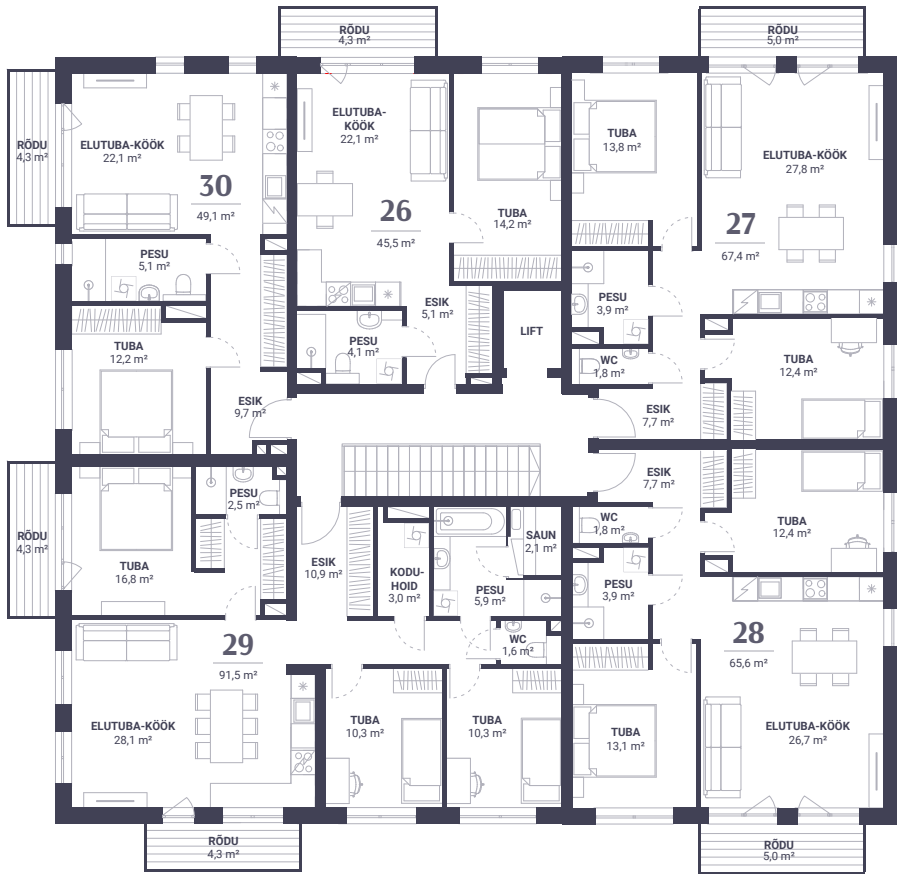 RÕDU
4,3 m²
RÕDU
5,0 m²
RÕDU
4,3 m²
ELUTUBA-KÖÖK
22,1 m²
30
49,1 m²
ELUTUBA-
KÖÖK
22,1 m²
26
45,5 m²
TUBA
14,2 m²
TUBA
13,8 m²
ELUTUBA-KÖÖK
27,8 m²
27
67,4 m²
PESU
5,1 m²
ESIK
5,1 m²
LIFT
PESU
3,9 m²
TUBA
12,2 m²
PESU
4,1 m²
WC
1,8 m²
TUBA
12,4 m²
ESIK
9,7 m²
ESIK
7,7 m²
ESIK
7,7 m²
PESU
2,5 m²
RÕDU
4,3 m²
TUBA
16,8 m²
ESIK
10,9 m²
KODU-
HOID
3,0 m²
SAUN
2,1 m²
PESU
5,9 m²
WC
1,8 m²
TUBA
12,4 m²
PESU
3,9 m²
29
91,5 m²
WC
1,6 m²
28
65,6 m²
ELUTUBA-KÖÖK
28,1 m²
TUBA
10,3 m²
TUBA
10,3 m²
TUBA
13,1 m²
ELUTUBA-KÖÖK
26,7 m²
RÕDU
4,3 m²
RÕDU
5,0 m²